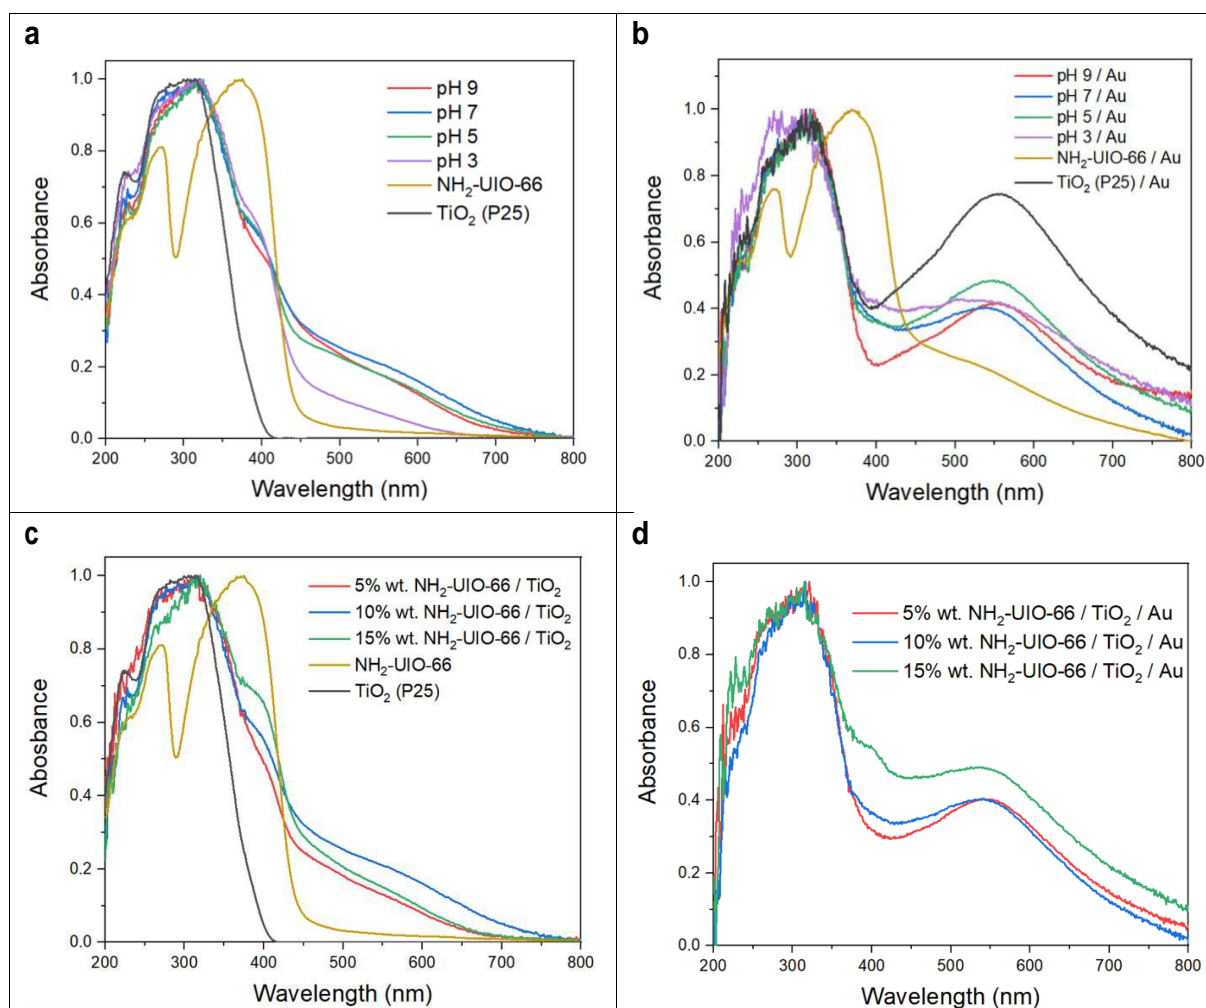 a
1.0
0.8
0.6
0.4
0.2
0.0
Absorbance
200 300 400 500 600 700 800
Wavelength (nm)
pH 9
pH 7
pH 5
pH 3
NH₂-UIO-66
TiO₂ (P25)
b
1.0
0.8
0.6
0.4
0.2
0.0
Absorbance
200 300 400 500 600 700 800
Wavelength (nm)
pH 9 / Au
pH 7 / Au
pH 5 / Au
pH 3 / Au
NH₂-UIO-66 / Au
TiO₂ (P25) / Au
c
1.0
0.8
0.6
0.4
0.2
0.0
Abosbance
200 300 400 500 600 700 800
Wavelength (nm)
5% wt. NH₂-UIO-66 / TiO₂
10% wt. NH₂-UIO-66 / TiO₂
15% wt. NH₂-UIO-66 / TiO₂
NH₂-UIO-66
TiO₂ (P25)
d
1.0
0.8
0.6
0.4
0.2
0.0
Absorbance
200 300 400 500 600 700 800
Wavelength (nm)
5% wt. NH₂-UIO-66 / TiO₂ / Au
10% wt. NH₂-UIO-66 / TiO₂ / Au
15% wt. NH₂-UIO-66 / TiO₂ / Au